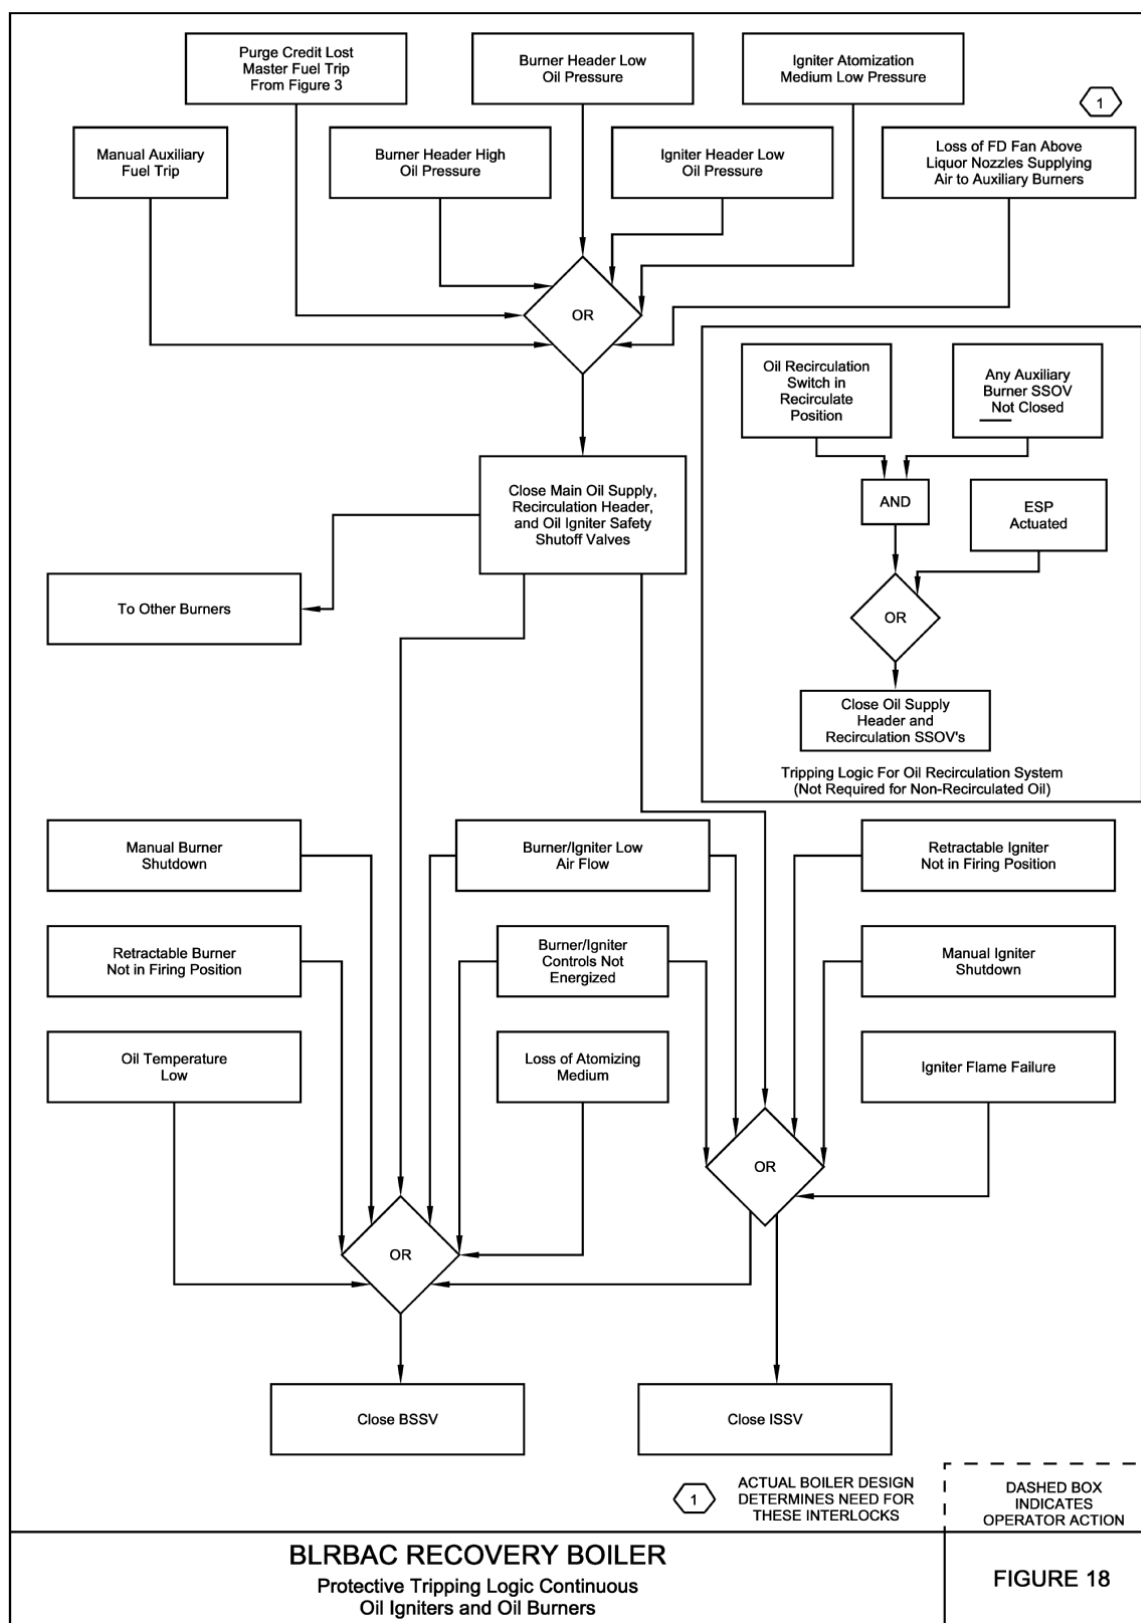 Purge Credit Lost
Master Fuel Trip
From Figure 3
Burner Header Low
Oil Pressure
Igniter Atomization
Medium Low Pressure
1
Manual Auxiliary
Fuel Trip
Burner Header High
Oil Pressure
Igniter Header Low
Oil Pressure
Loss of FD Fan Above
Liquor Nozzles Supplying
Air to Auxiliary Burners
OR
Oil Recirculation
Switch in
Recirculate
Position
Any Auxiliary
Burner SSOV
Not Closed
Close Main Oil Supply,
Recirculation Header,
and Oil Igniter Safety
Shutoff Valves
AND
ESP
Actuated
To Other Burners
OR
Close Oil Supply
Header and
Recirculation SSOV's
Tripping Logic For Oil Recirculation System
(Not Required for Non-Recirculated Oil)
Manual Burner
Shutdown
Burner/Igniter Low
Air Flow
Retractable Igniter
Not in Firing Position
Retractable Burner
Not in Firing Position
Burner/Igniter
Controls Not
Energized
Manual Igniter
Shutdown
Oil Temperature
Low
Loss of Atomizing
Medium
Igniter Flame Failure
OR
OR
Close BSSV
Close ISSV
1
ACTUAL BOILER DESIGN
DETERMINES NEED FOR
THESE INTERLOCKS
DASHED BOX
INDICATES
OPERATOR ACTION
BLRBAC RECOVERY BOILER
Protective Tripping Logic Continuous
Oil Igniters and Oil Burners
FIGURE 18